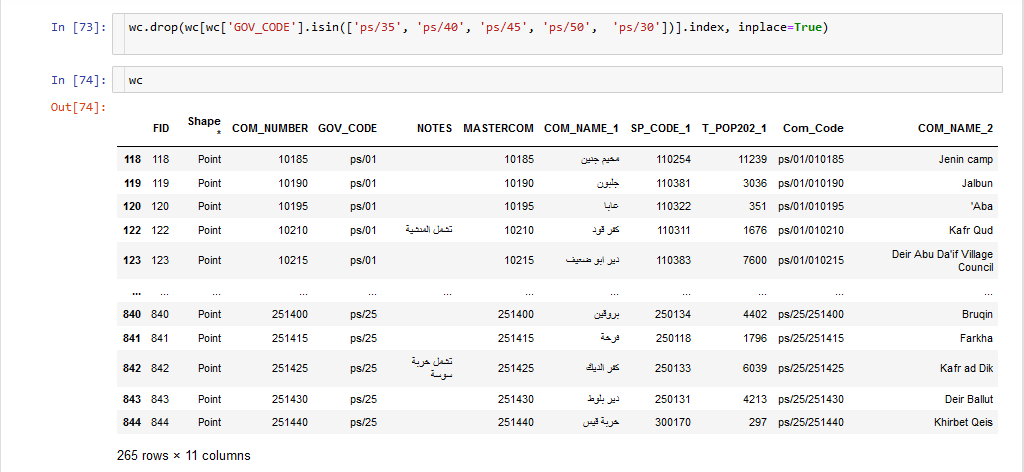 In [73]: wc.drop(wc[wc['GOV_CODE'].isin(['ps/35', 'ps/40', 'ps/45', 'ps/50',  'ps/30'])].index, inplace=True)
In [74]: wc
Out[74]:
FID Shape * COM_NUMBER GOV_CODE NOTES MASTERCOM COM_NAME_1 SP_CODE_1 T_POP202_1 Com_Code COM_NAME_2
118 118 Point 10185 ps/01 10185 مخيم جنين 110254 11239 ps/01/010185 Jenin camp
119 119 Point 10190 ps/01 10190 جلبون 110381 3036 ps/01/010190 Jalbun
120 120 Point 10195 ps/01 10195 عابا 110322 351 ps/01/010195 'Aba
122 122 Point 10210 ps/01 تشمل المنشية 10210 كفر قود 110311 1676 ps/01/010210 Kafr Qud
123 123 Point 10215 ps/01 10215 دير ابو ضعيف 110383 7600 ps/01/010215 Deir Abu Da'if Village Council
... ... ... ... ... ... ... ... ... ... ... ...
840 840 Point 251400 ps/25 251400 بروقين 250134 4402 ps/25/251400 Bruqin
841 841 Point 251415 ps/25 251415 فرخة 250118 1796 ps/25/251415 Farkha
842 842 Point 251425 ps/25 تشمل خربة سوسة 251425 كفر الديك 250133 6039 ps/25/251425 Kafr ad Dik
843 843 Point 251430 ps/25 251430 دير بلوط 250131 4213 ps/25/251430 Deir Ballut
844 844 Point 251440 ps/25 251440 خربة قيس 300170 297 ps/25/251440 Khirbet Qeis
265 rows × 11 columns